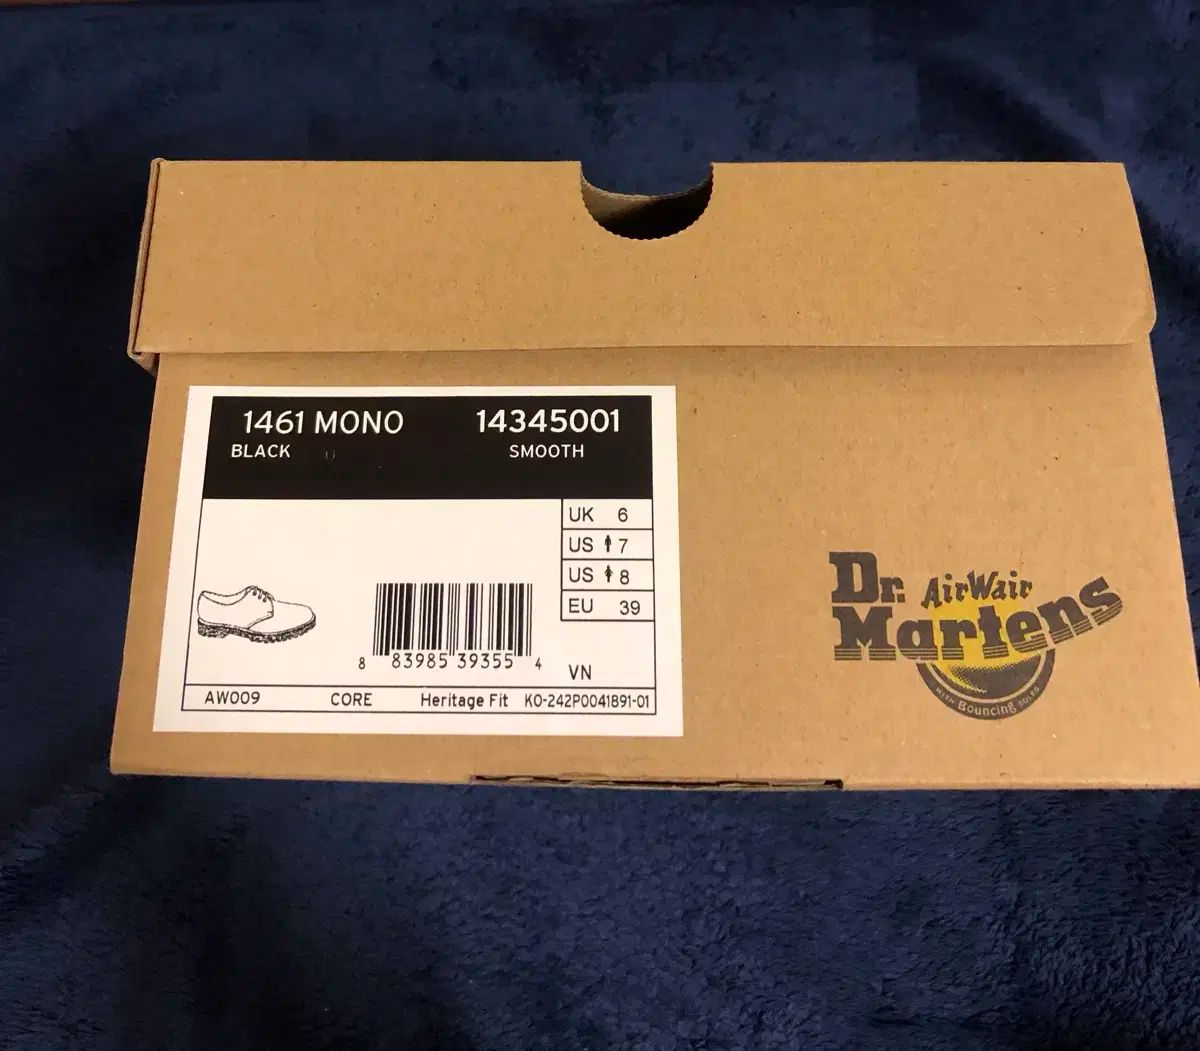 1461 MONO 14345001
BLACK SMOOTH
UK 6
US 7
US 8
EU 39
8 83985 39355 4
VN
AW009 CORE Heritage Fit KO-242P0041891-01
Dr. AirWair
Martens
WITH Bouncing SOLES